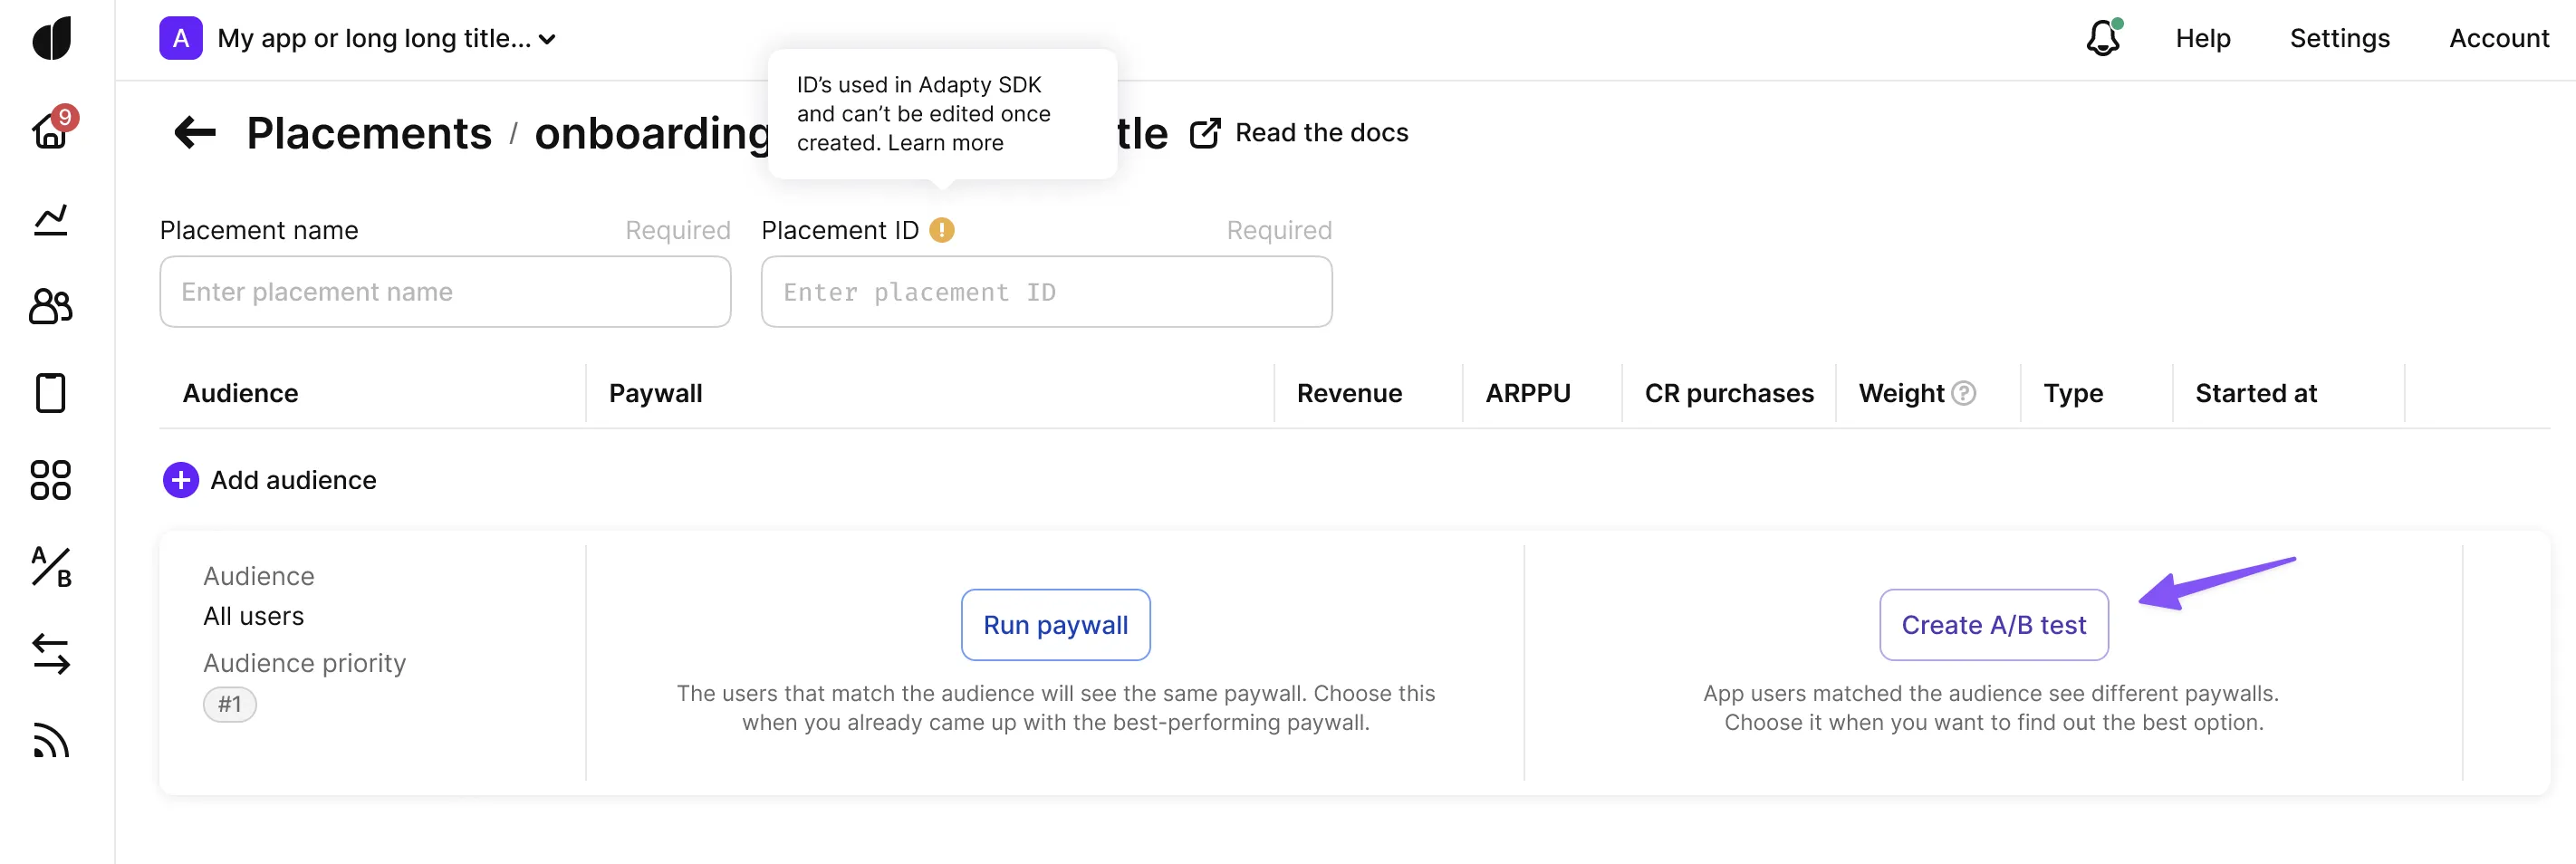 A My app or long long title...
Help Settings Account
ID’s used in Adapty SDK
and can’t be edited once
created. Learn more
9
Placements / onboarding tle Read the docs
Placement name Required Placement ID ! Required
Enter placement name Enter placement ID
Audience Paywall Revenue ARPPU CR purchases Weight ? Type Started at
+ Add audience
A/B
Audience
All users
Audience priority
#1
Run paywall
The users that match the audience will see the same paywall. Choose this
when you already came up with the best-performing paywall.
Create A/B test
App users matched the audience see different paywalls.
Choose it when you want to find out the best option.